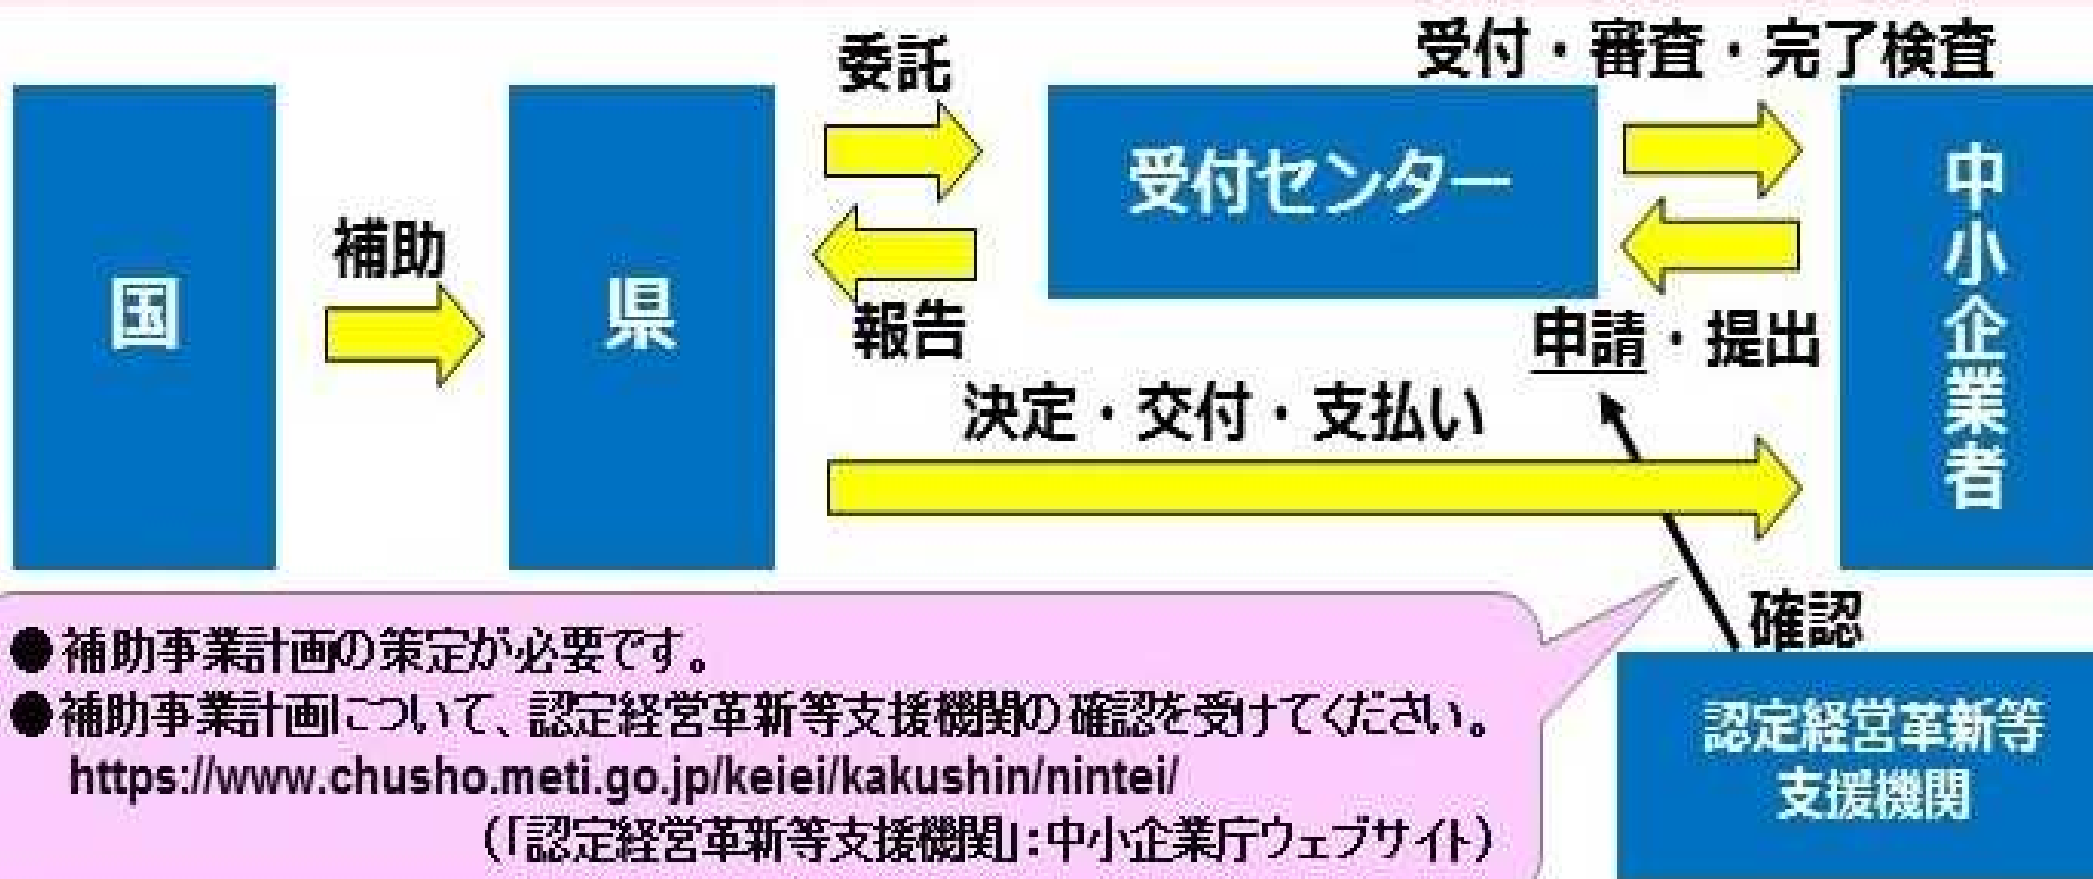 受付・審査・完了検査
委託
受付センター
中小企業者
補助
国
県
報告
申請・提出
決定・交付・支払い
確認
●補助事業計画の策定が必要です。
●補助事業計画について、認定経営革新等支援機関の確認を受けてください。
https://www.chusho.meti.go.jp/keiei/kakushin/nintei/
(「認定経営革新等支援機関」:中小企業庁ウェブサイト)
認定経営革新等
支援機関